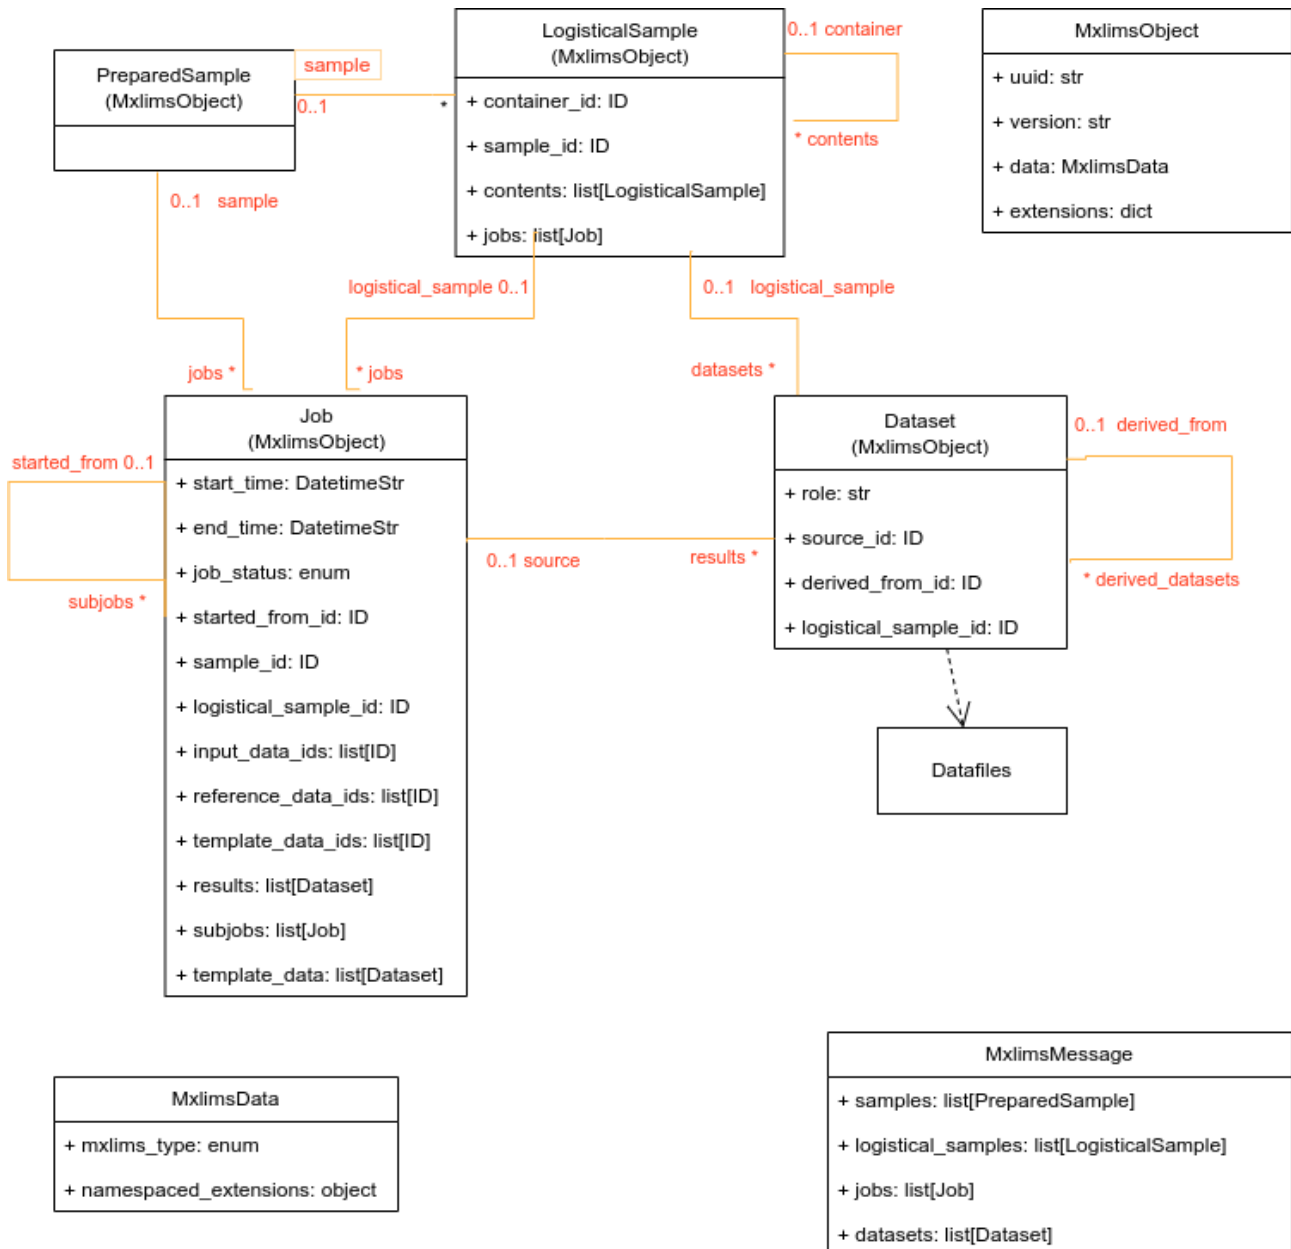 LogisticalSample
(MxlimsObject)
+ container_id: ID
+ sample_id: ID
+ contents: list[LogisticalSample]
+ jobs: list[Job]
0..1 container
* contents
MxlimsObject
+ uuid: str
+ version: str
+ data: MxlimsData
+ extensions: dict
PreparedSample
(MxlimsObject)
sample
0..1
*
0..1 sample
logistical_sample 0..1
0..1 logistical_sample
jobs *
* jobs
datasets *
Job
(MxlimsObject)
+ start_time: DatetimeStr
+ end_time: DatetimeStr
+ job_status: enum
+ started_from_id: ID
+ sample_id: ID
+ logistical_sample_id: ID
+ input_data_ids: list[ID]
+ reference_data_ids: list[ID]
+ template_data_ids: list[ID]
+ results: list[Dataset]
+ subjobs: list[Job]
+ template_data: list[Dataset]
started_from 0..1
subjobs *
0..1 source
results *
Dataset
(MxlimsObject)
+ role: str
+ source_id: ID
+ derived_from_id: ID
+ logistical_sample_id: ID
0..1 derived_from
* derived_datasets
Datafiles
MxlimsData
+ mxlims_type: enum
+ namespaced_extensions: object
MxlimsMessage
+ samples: list[PreparedSample]
+ logistical_samples: list[LogisticalSample]
+ jobs: list[Job]
+ datasets: list[Dataset]